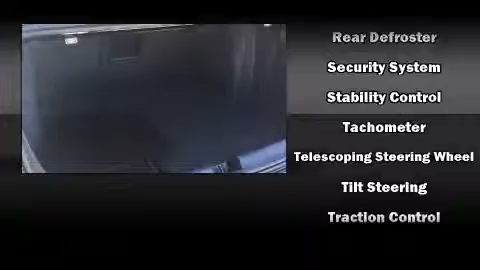 Rear Defroster
Security System
Stability Control
Tachometer
Telescoping Steering Wheel
Tilt Steering
Traction Control